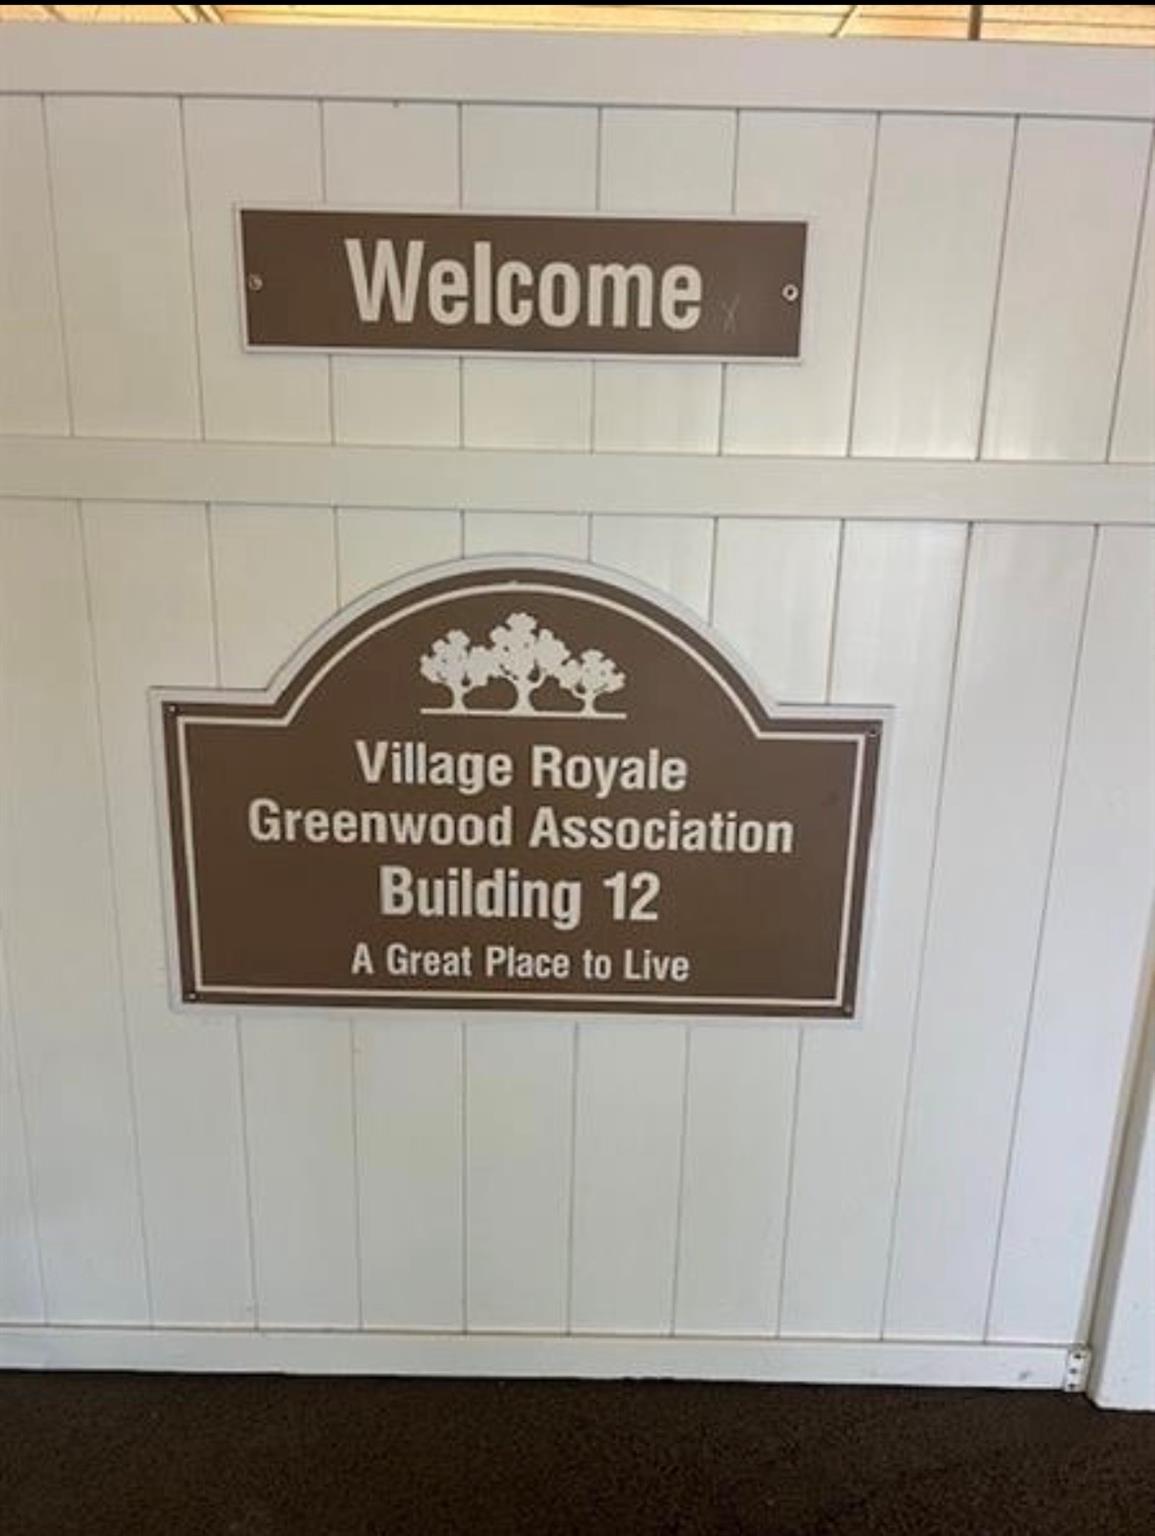 Welcome
Village Royale
Greenwood Association
Building 12
A Great Place to Live